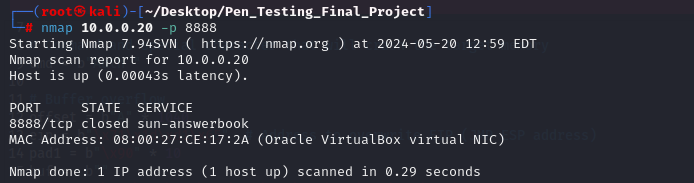 ┌──(root㉿kali)-[~/Desktop/Pen_Testing_Final_Project]
└─# nmap 10.0.0.20 -p 8888
Starting Nmap 7.94SVN ( https://nmap.org ) at 2024-05-20 12:59 EDT
Nmap scan report for 10.0.0.20
Host is up (0.00043s latency).
PORT     STATE  SERVICE
8888/tcp closed sun-answerbook
MAC Address: 08:00:27:CE:17:2A (Oracle VirtualBox virtual NIC)
Nmap done: 1 IP address (1 host up) scanned in 0.29 seconds